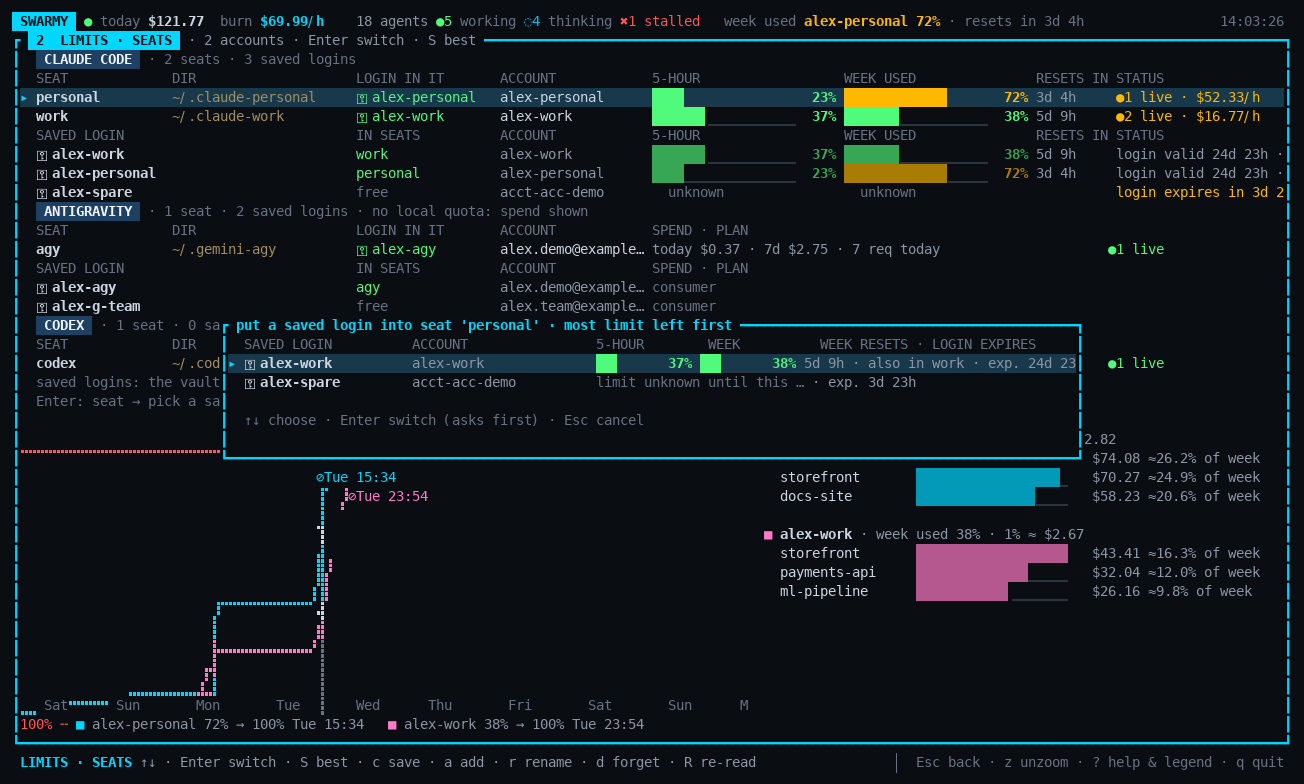 SWARMY ● today $121.77 burn $69.99/h 18 agents ●5 working ◌4 thinking ✖1 stalled week used alex-personal 72% · resets in 3d 4h 14:03:26
2 LIMITS · SEATS · 2 accounts · Enter switch · S best
CLAUDE CODE · 2 seats · 3 saved logins
SEAT DIR LOGIN IN IT ACCOUNT 5-HOUR WEEK USED RESETS IN STATUS
▸ personal ~/.claude-personal ⚿ alex-personal alex-personal 23% 72% 3d 4h ●1 live · $52.33/h
work ~/.claude-work ⚿ alex-work alex-work 37% 38% 5d 9h ●2 live · $16.77/h
SAVED LOGIN IN SEATS ACCOUNT 5-HOUR WEEK USED RESETS IN STATUS
⚿ alex-work work alex-work 37% 38% 5d 9h login valid 24d 23h ·
⚿ alex-personal personal alex-personal 23% 72% 3d 4h login valid 24d 23h ·
⚿ alex-spare free acct-acc-demo unknown unknown login expires in 3d 2
ANTIGRAVITY · 1 seat · 2 saved logins · no local quota: spend shown
SEAT DIR LOGIN IN IT ACCOUNT SPEND · PLAN
agy ~/.gemini-agy ⚿ alex-agy alex.demo@example… today $0.37 · 7d $2.75 · 7 req today ●1 live
SAVED LOGIN IN SEATS ACCOUNT SPEND · PLAN
⚿ alex-agy agy alex.demo@example… consumer
⚿ alex-g-team free alex.team@example… consumer
CODEX · 1 seat · 0 sa put a saved login into seat 'personal' · most limit left first
SEAT DIR SAVED LOGIN ACCOUNT 5-HOUR WEEK WEEK RESETS · LOGIN EXPIRES
codex ~/.cod ▸ ⚿ alex-work alex-work 37% 38% 5d 9h · also in work · exp. 24d 23 ●1 live
saved logins: the vault ⚿ alex-spare acct-acc-demo limit unknown until this … · exp. 3d 23h
Enter: seat → pick a sa
↑↓ choose · Enter switch (asks first) · Esc cancel
2.82
$74.08 ≈26.2% of week
⊘Tue 15:34 storefront $70.27 ≈24.9% of week
⊘Tue 23:54 docs-site $58.23 ≈20.6% of week
■ alex-work · week used 38% · 1% ≈ $2.67
storefront $43.41 ≈16.3% of week
payments-api $32.04 ≈12.0% of week
ml-pipeline $26.16 ≈9.8% of week
Sat Sun Mon Tue Wed Thu Fri Sat Sun M
100% ╌ ■ alex-personal 72% → 100% Tue 15:34 ■ alex-work 38% → 100% Tue 23:54
LIMITS · SEATS ↑↓ · Enter switch · S best · c save · a add · r rename · d forget · R re-read │ Esc back · z unzoom · ? help & legend · q quit